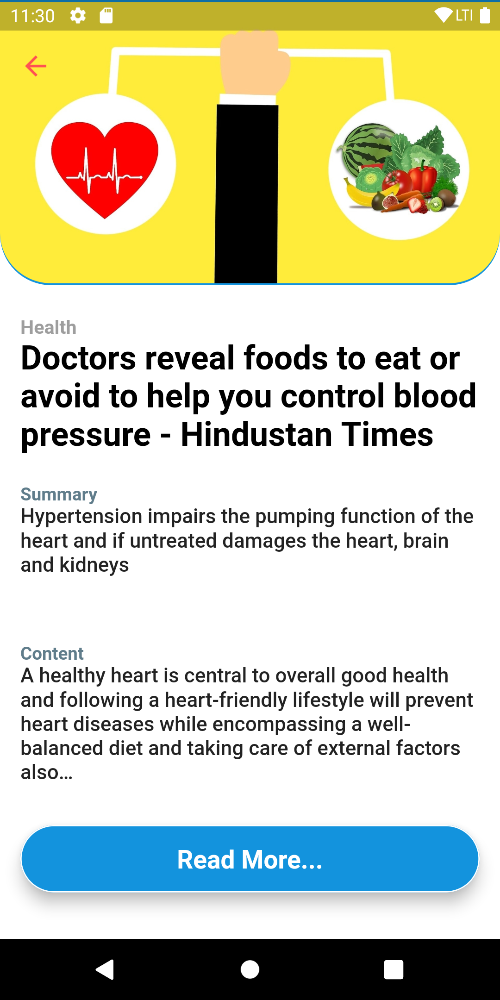 11:30
LTI
Health
Doctors reveal foods to eat or
avoid to help you control blood
pressure - Hindustan Times
Summary
Hypertension impairs the pumping function of the
heart and if untreated damages the heart, brain
and kidneys
Content
A healthy heart is central to overall good health
and following a heart-friendly lifestyle will prevent
heart diseases while encompassing a well-
balanced diet and taking care of external factors
also…
Read More...